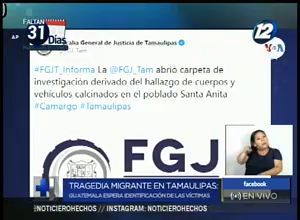 FALTAN
31
Días
12
VOA
Fiscalía General de Justicia de Tamaulipas
@FGJ_Tam
#FGJT_Informa La @FGJ_Tam abrió carpeta de
investigación derivado del hallazgo de cuerpos y
vehículos calcinados en el poblado Santa Anita
#Camargo #Tamaulipas
FGJ
TRAGEDIA MIGRANTE EN TAMAULIPAS:
GUATEMALA ESPERA IDENTIFICACIÓN DE LAS VÍCTIMAS
facebook
EN VIVO
:NOTICIEROHECHOS // INSTAGRAM: NOTICIEROHECHOS